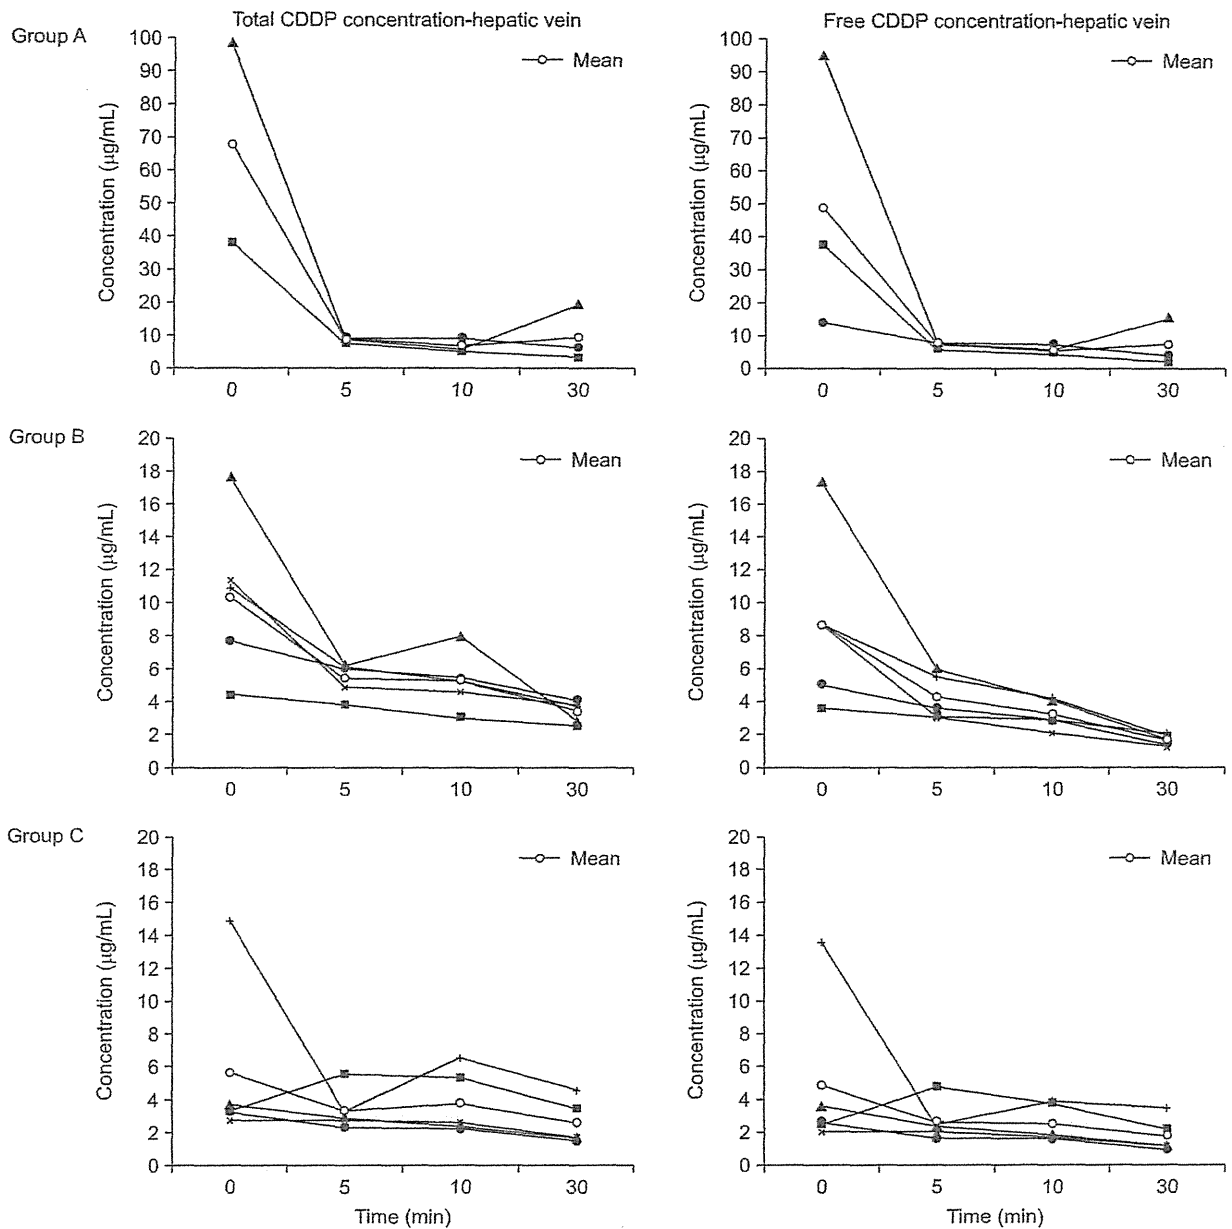 Group A
Total CDDP concentration-hepatic vein
Concentration (µg/mL)
100
90
80
70
60
50
40
30
20
10
0
0 5 10 30
Mean
Free CDDP concentration-hepatic vein
Concentration (µg/mL)
100
90
80
70
60
50
40
30
20
10
0
0 5 10 30
Mean
Group B
Concentration (µg/mL)
20
18
16
14
12
10
8
6
4
2
0
0 5 10 30
Mean
Concentration (µg/mL)
20
18
16
14
12
10
8
6
4
2
0
0 5 10 30
Mean
Group C
Concentration (µg/mL)
20
18
16
14
12
10
8
6
4
2
0
0 5 10 30
Time (min)
Mean
Concentration (µg/mL)
20
18
16
14
12
10
8
6
4
2
0
0 5 10 30
Time (min)
Mean